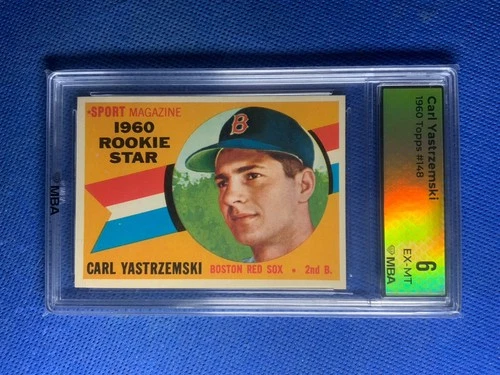 SPORT MAGAZINE
1960
ROOKIE
STAR
B
CARL YASTRZEMSKI
BOSTON RED SOX • 2nd B.
MBA
Carl Yastrzemski
1960 Topps #148
6
EX-MT
MBA